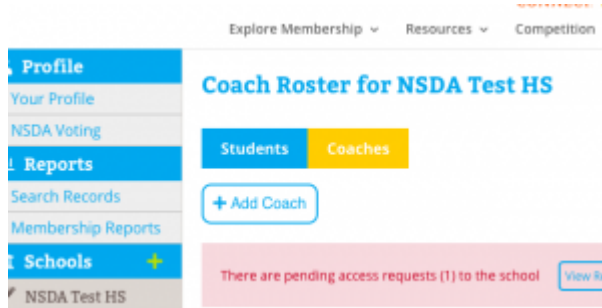 Explore Membership Resources Competition
Profile
Your Profile
NSDA Voting
Reports
Search Records
Membership Reports
Schools +
NSDA Test HS
Coach Roster for NSDA Test HS
Students Coaches
+ Add Coach
There are pending access requests (1) to the school View